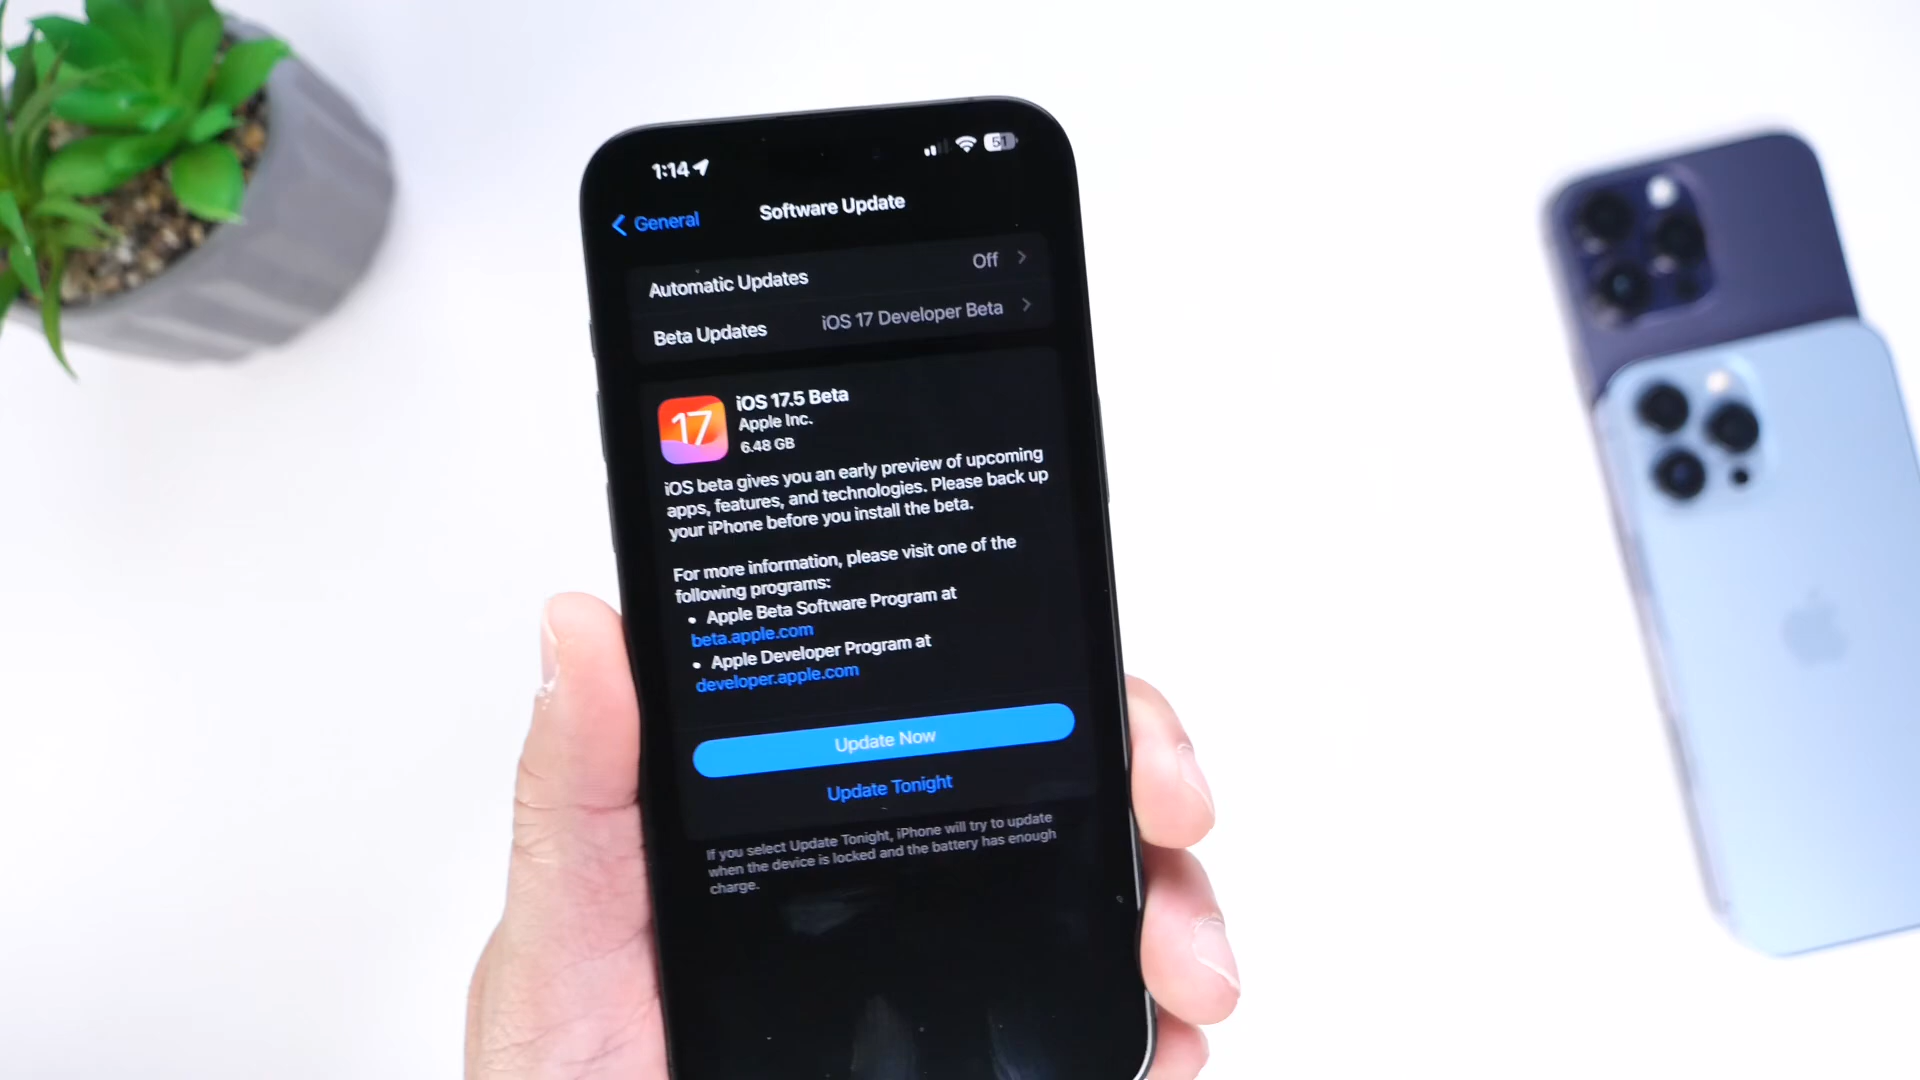 1:14
51
General
Software Update
Automatic Updates Off
Beta Updates iOS 17 Developer Beta
17
iOS 17.5 Beta
Apple Inc.
6.48 GB
iOS beta gives you an early preview of upcoming
apps, features, and technologies. Please back up
your iPhone before you install the beta.
For more information, please visit one of the
following programs:
• Apple Beta Software Program at
beta.apple.com
• Apple Developer Program at
developer.apple.com
Update Now
Update Tonight
If you select Update Tonight, iPhone will try to update
when the device is locked and the battery has enough
charge.